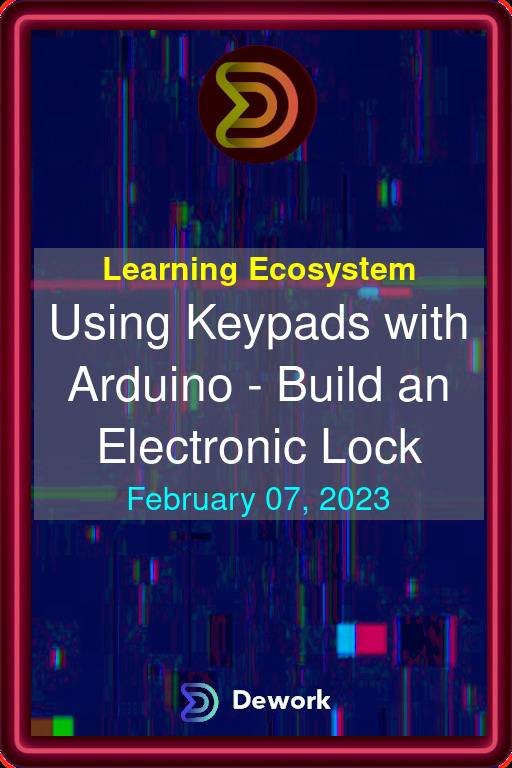 Learning Ecosystem
Using Keypads with
Arduino - Build an
Electronic Lock
February 07, 2023
Dework